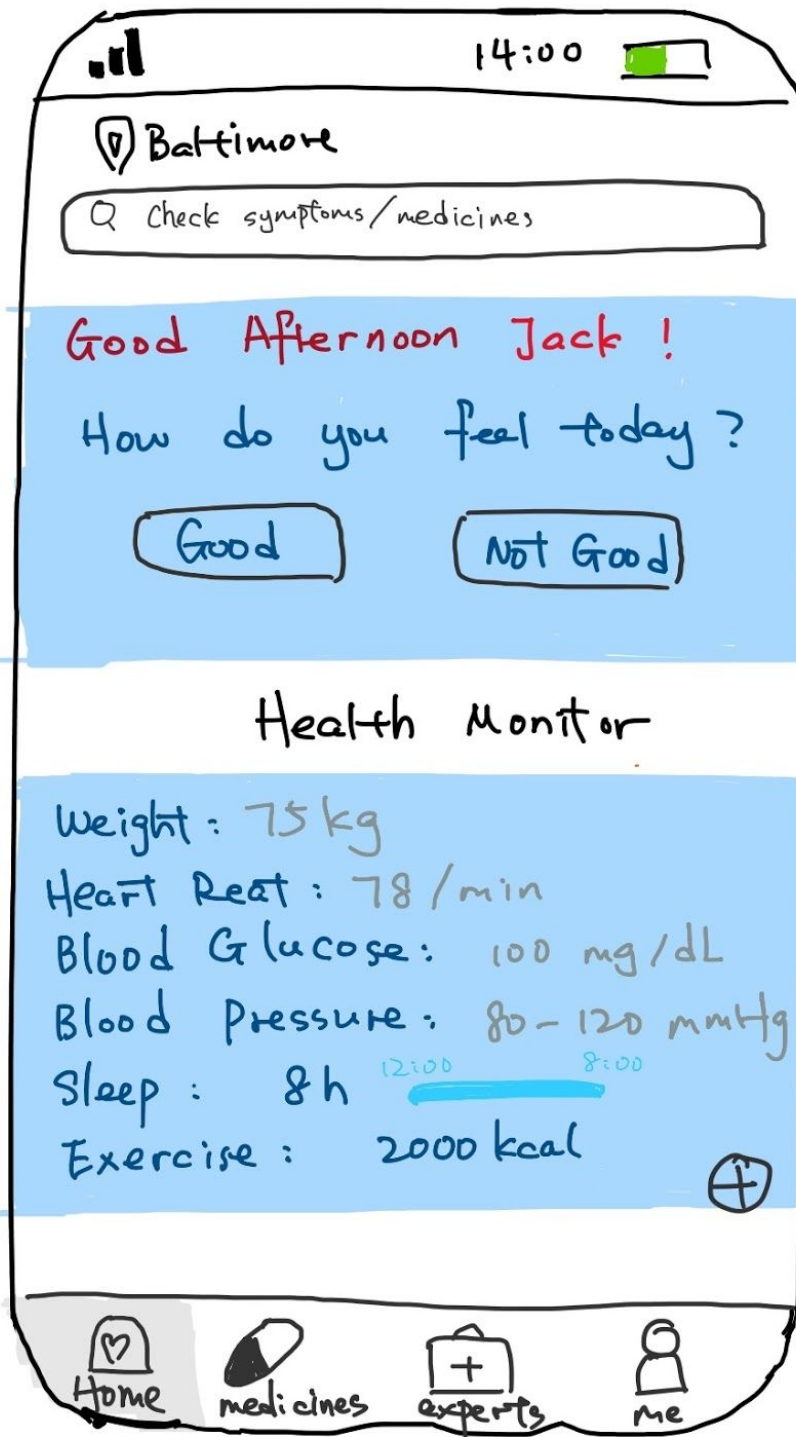 14:00
Baltimore
Check symptoms/medicines
Good Afternoon Jack !
How do you feel today ?
Good
Not Good
Health Monitor
Weight : 75 kg
Heart Reat : 78 /min
Blood Glucose : 100 mg/dL
Blood Pressure : 80-120 mmHg
Sleep : 8h 12:00 8:00
Exercise : 2000 kcal
Home medicines experts me